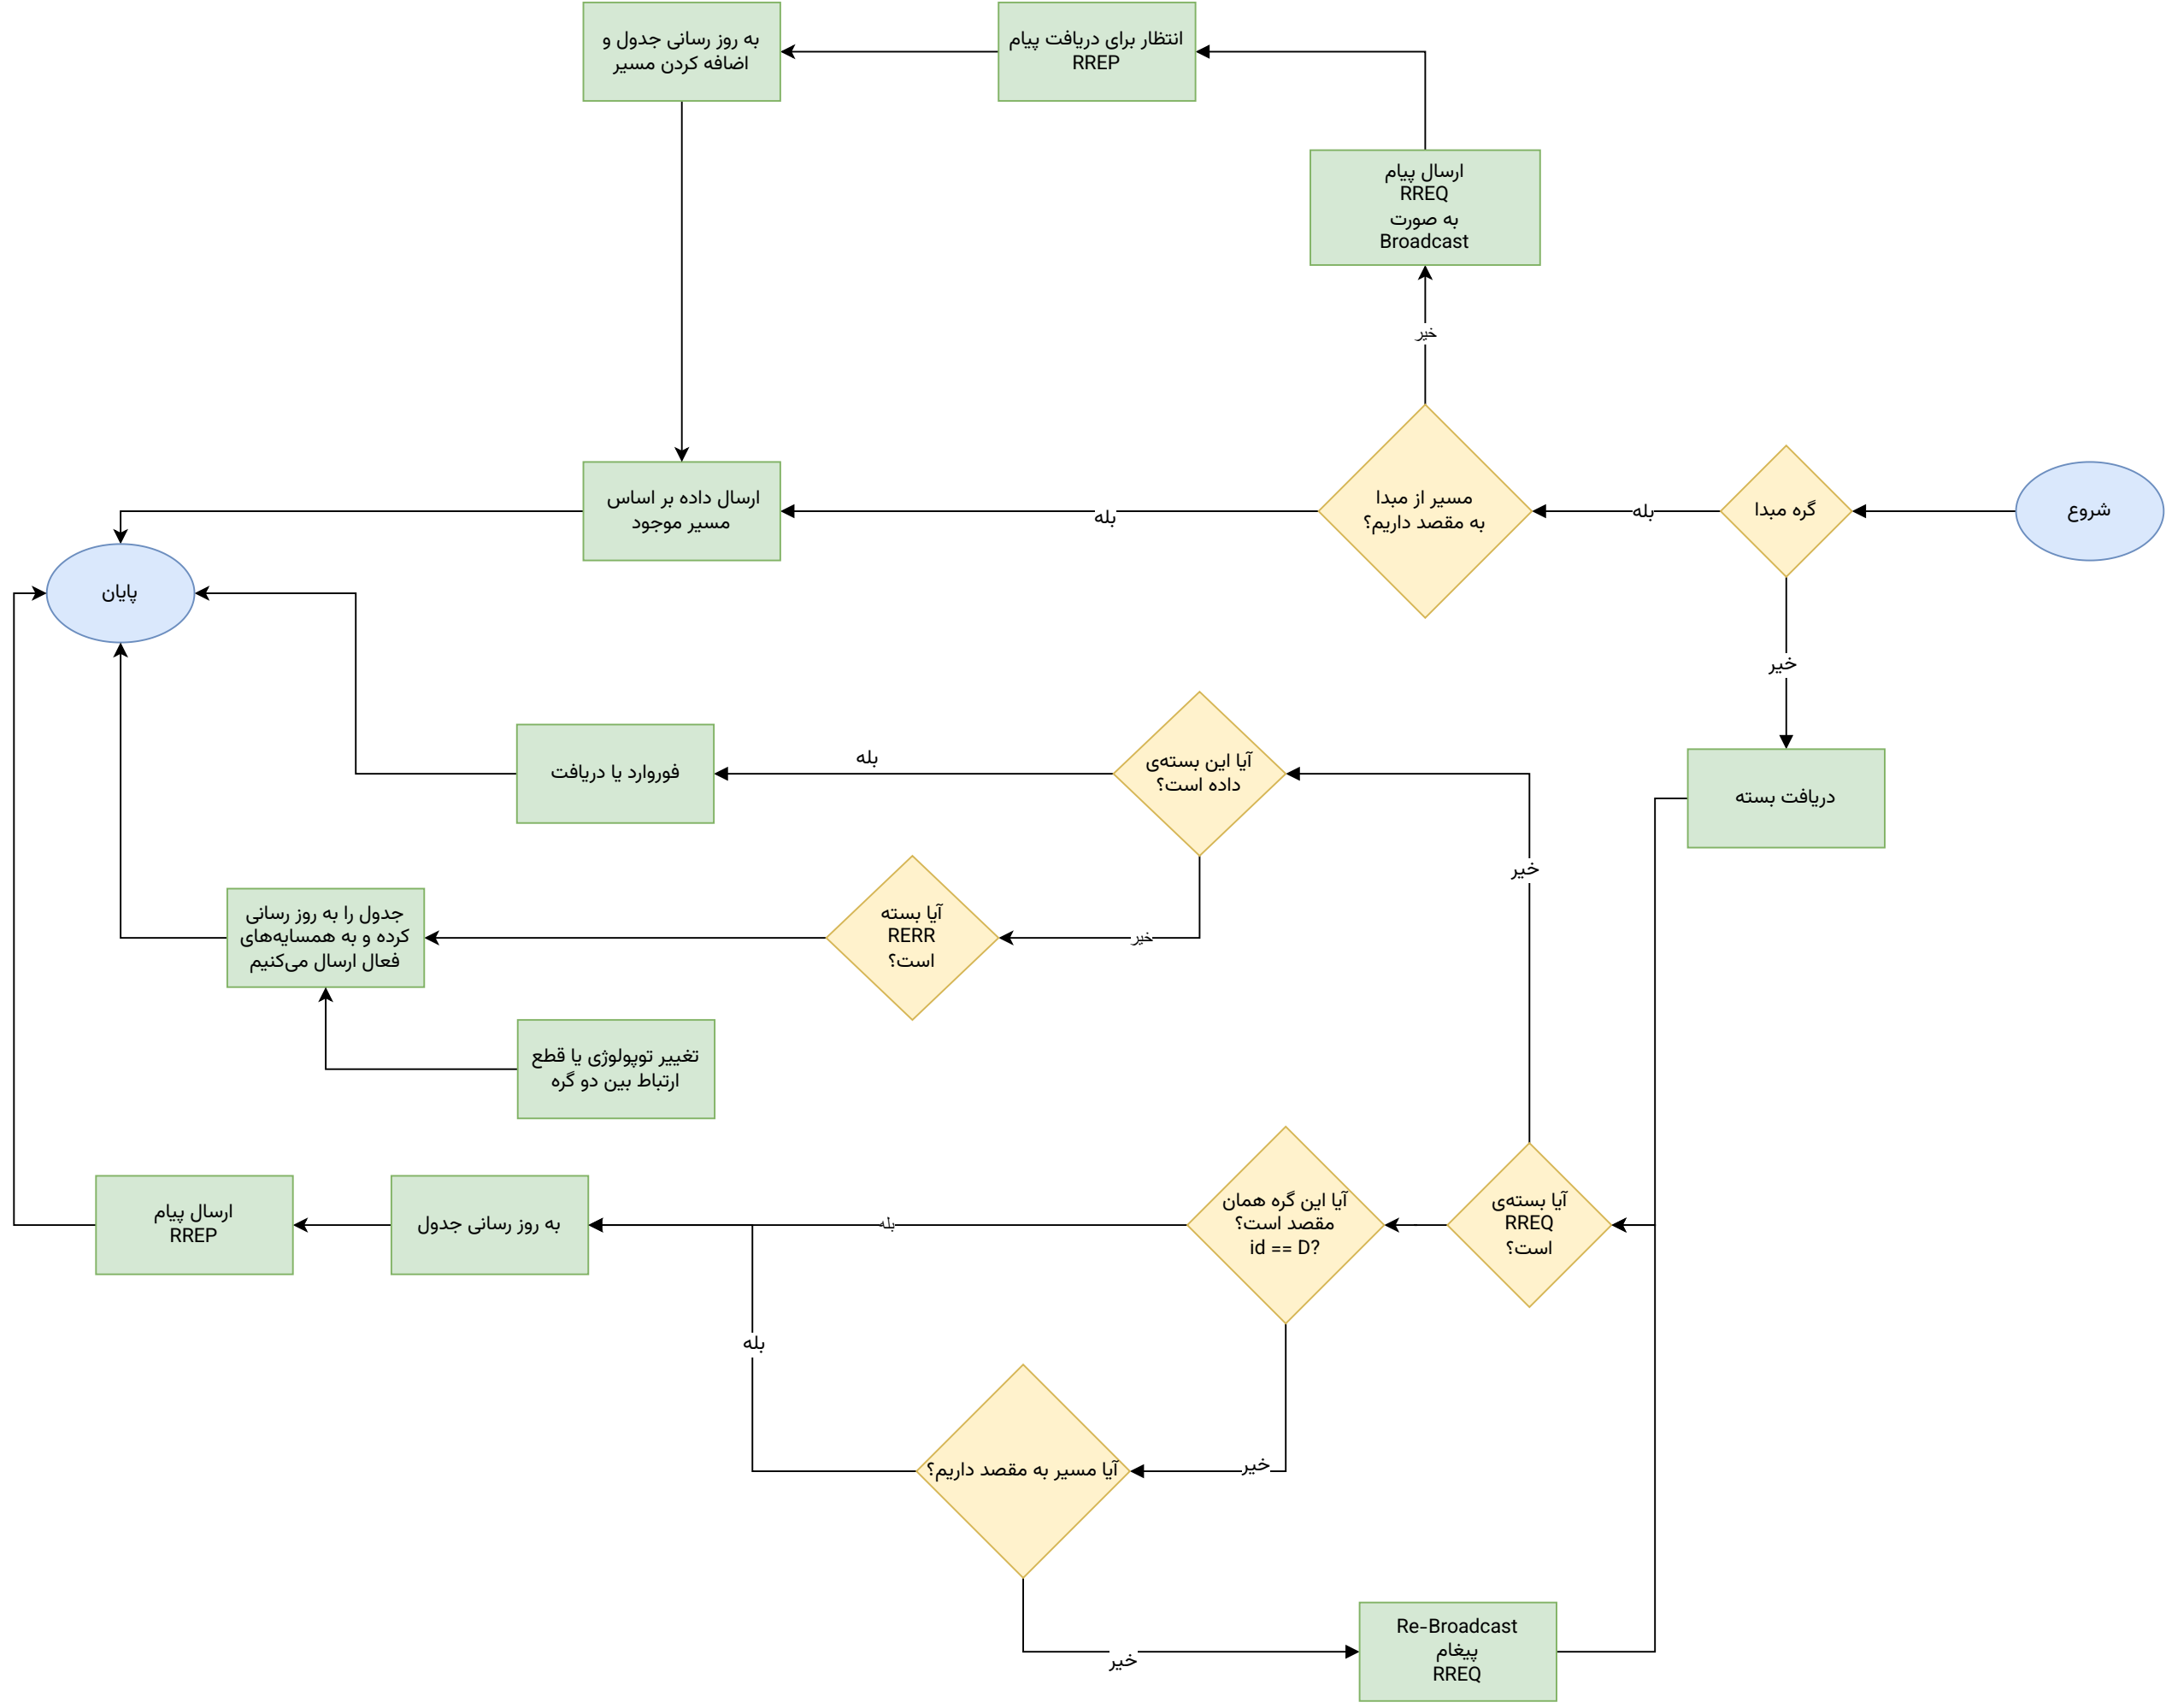 به روز رسانی جدول و
اضافه کردن مسیر
انتظار برای دریافت پیام
RREP
ارسال پیام
RREQ
به صورت
Broadcast
خیر
شروع
گره مبدا
بله
مسیر از مبدا
به مقصد داریم؟
بله
ارسال داده بر اساس
مسیر موجود
پایان
خیر
دریافت بسته
آیا این بسته‌ی
داده است؟
بله
فوروارد یا دریافت
خیر
خیر
آیا بسته
RERR
است؟
جدول را به روز رسانی
کرده و به همسایه‌های
فعال ارسال می‌کنیم
تغییر توپولوژی یا قطع
ارتباط بین دو گره
آیا بسته‌ی
RREQ
است؟
آیا این گره همان
مقصد است؟
id == D?
بله
به روز رسانی جدول
ارسال پیام
RREP
بله
خیر
آیا مسیر به مقصد داریم؟
خیر
Re-Broadcast
پیغام
RREQ